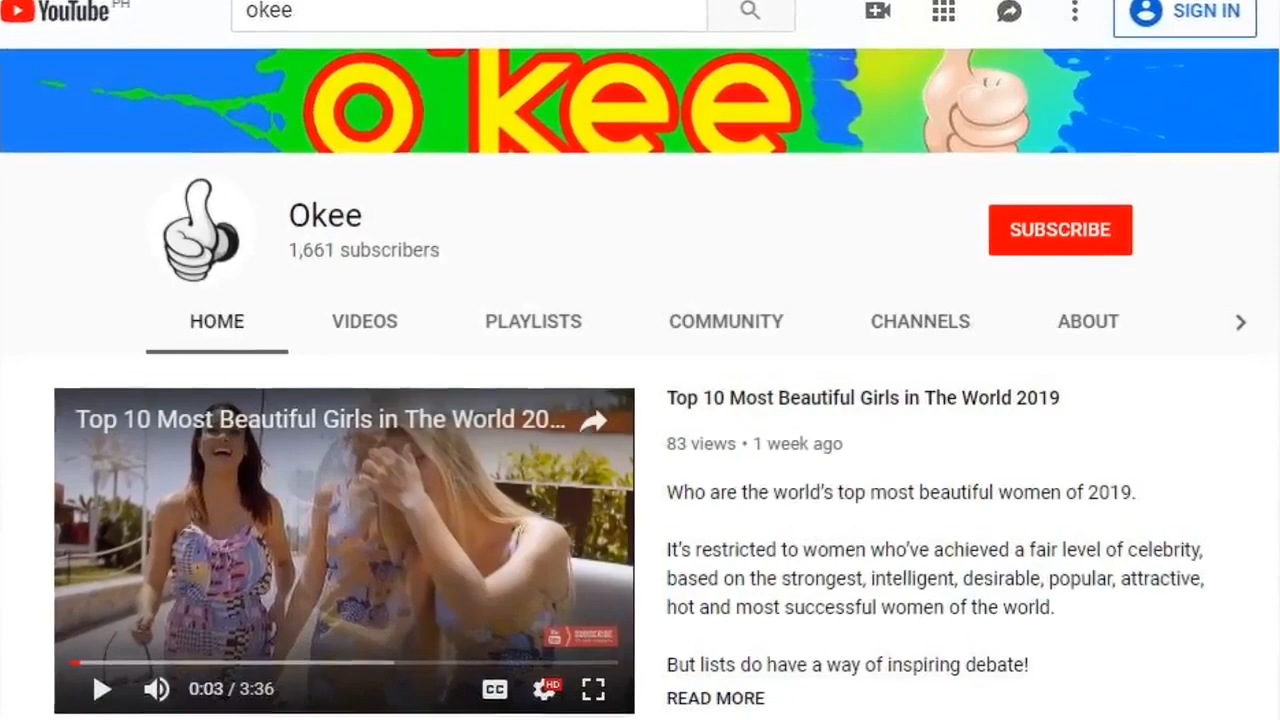 YouTube PH
okee
SIGN IN
o'kee
Okee
1,661 subscribers
SUBSCRIBE
HOME
VIDEOS
PLAYLISTS
COMMUNITY
CHANNELS
ABOUT
Top 10 Most Beautiful Girls in The World 20...
SUBSCRIBE
0:03 / 3:36
CC
HD
Top 10 Most Beautiful Girls in The World 2019
83 views • 1 week ago
Who are the world's top most beautiful women of 2019.
It's restricted to women who've achieved a fair level of celebrity,
based on the strongest, intelligent, desirable, popular, attractive,
hot and most successful women of the world.
But lists do have a way of inspiring debate!
READ MORE